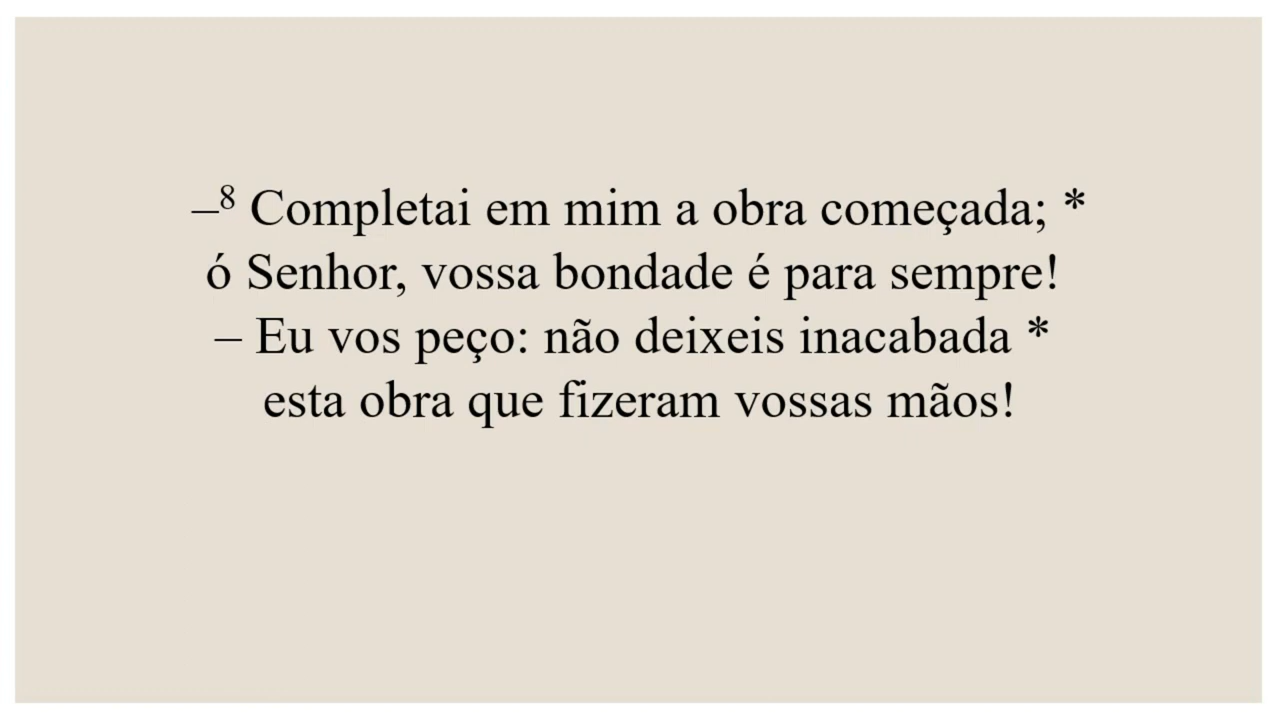 –⁸ Completai em mim a obra começada; *
ó Senhor, vossa bondade é para sempre!
– Eu vos peço: não deixeis inacabada *
esta obra que fizeram vossas mãos!